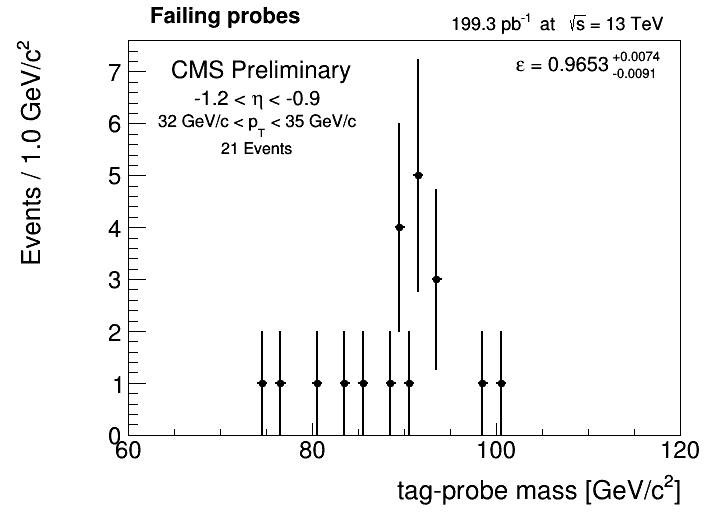 Failing probes
199.3 pb⁻¹ at √s = 13 TeV
CMS Preliminary
-1.2 < η < -0.9
32 GeV/c < p_T < 35 GeV/c
21 Events
ε = 0.9653 +0.0074 -0.0091
Events / 1.0 GeV/c²
7
6
5
4
3
2
1
0
60 80 100 120
tag-probe mass [GeV/c²]